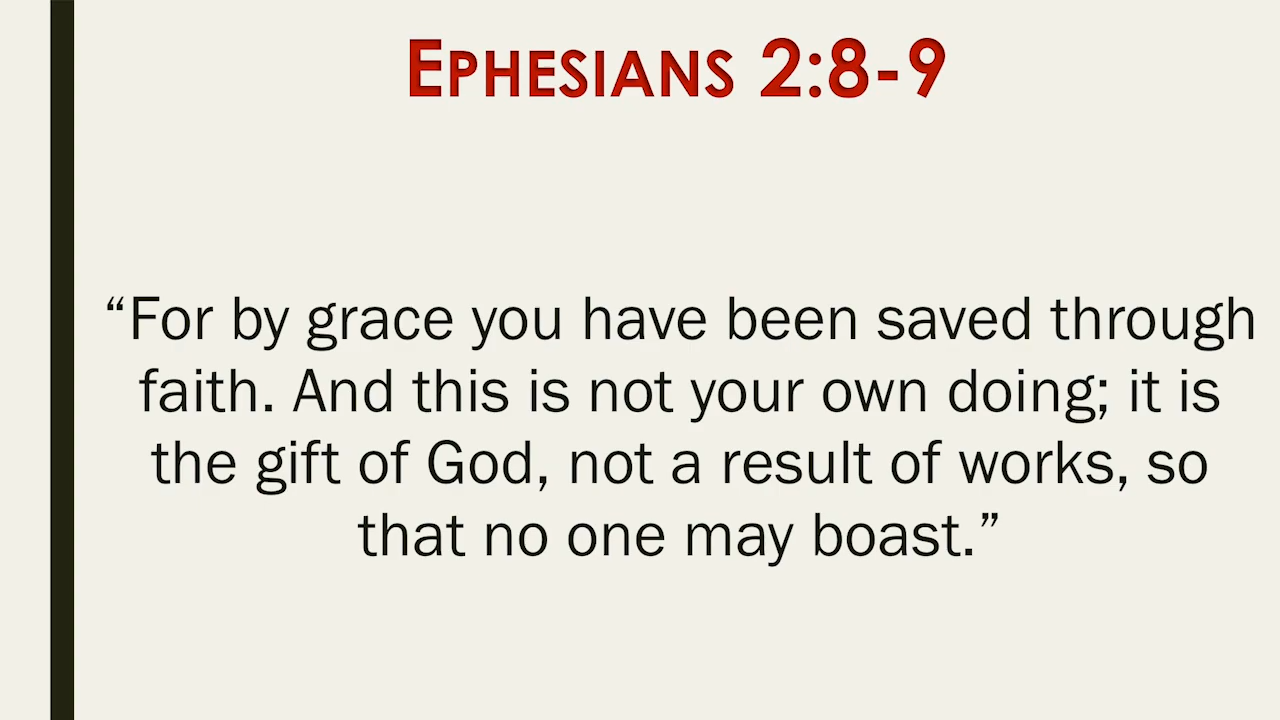 EPHESIANS 2:8-9
“For by grace you have been saved through
faith. And this is not your own doing; it is
the gift of God, not a result of works, so
that no one may boast.”